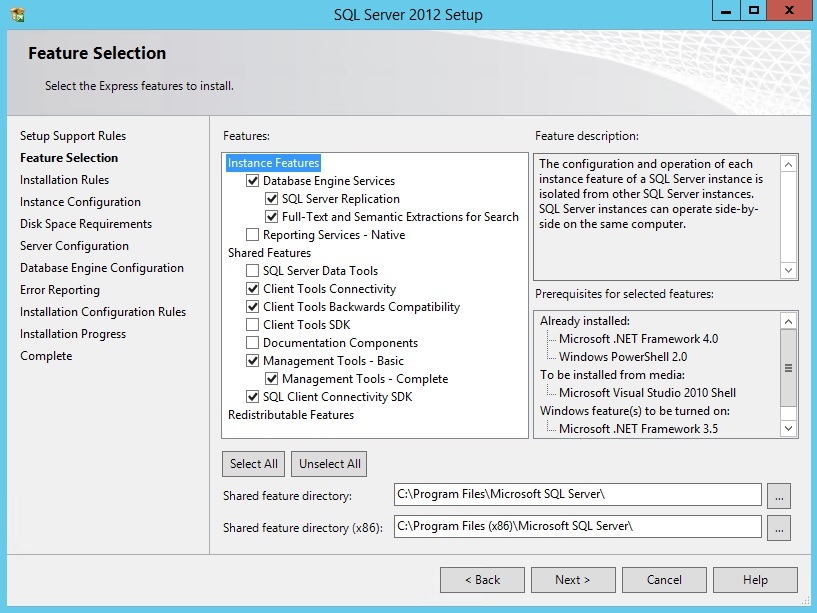 SQL Server 2012 Setup
Feature Selection
Select the Express features to install.
Setup Support Rules
Feature Selection
Installation Rules
Instance Configuration
Disk Space Requirements
Server Configuration
Database Engine Configuration
Error Reporting
Installation Configuration Rules
Installation Progress
Complete
Features:
Instance Features
Database Engine Services
SQL Server Replication
Full-Text and Semantic Extractions for Search
Reporting Services - Native
Shared Features
SQL Server Data Tools
Client Tools Connectivity
Client Tools Backwards Compatibility
Client Tools SDK
Documentation Components
Management Tools - Basic
Management Tools - Complete
SQL Client Connectivity SDK
Redistributable Features
Feature description:
The configuration and operation of each
instance feature of a SQL Server instance is
isolated from other SQL Server instances.
SQL Server instances can operate side-by-
side on the same computer.
Prerequisites for selected features:
Already installed:
Microsoft .NET Framework 4.0
Windows PowerShell 2.0
To be installed from media:
Microsoft Visual Studio 2010 Shell
Windows feature(s) to be turned on:
Microsoft .NET Framework 3.5
Select All
Unselect All
Shared feature directory:
C:\Program Files\Microsoft SQL Server\
...
Shared feature directory (x86):
C:\Program Files (x86)\Microsoft SQL Server\
...
< Back
Next >
Cancel
Help